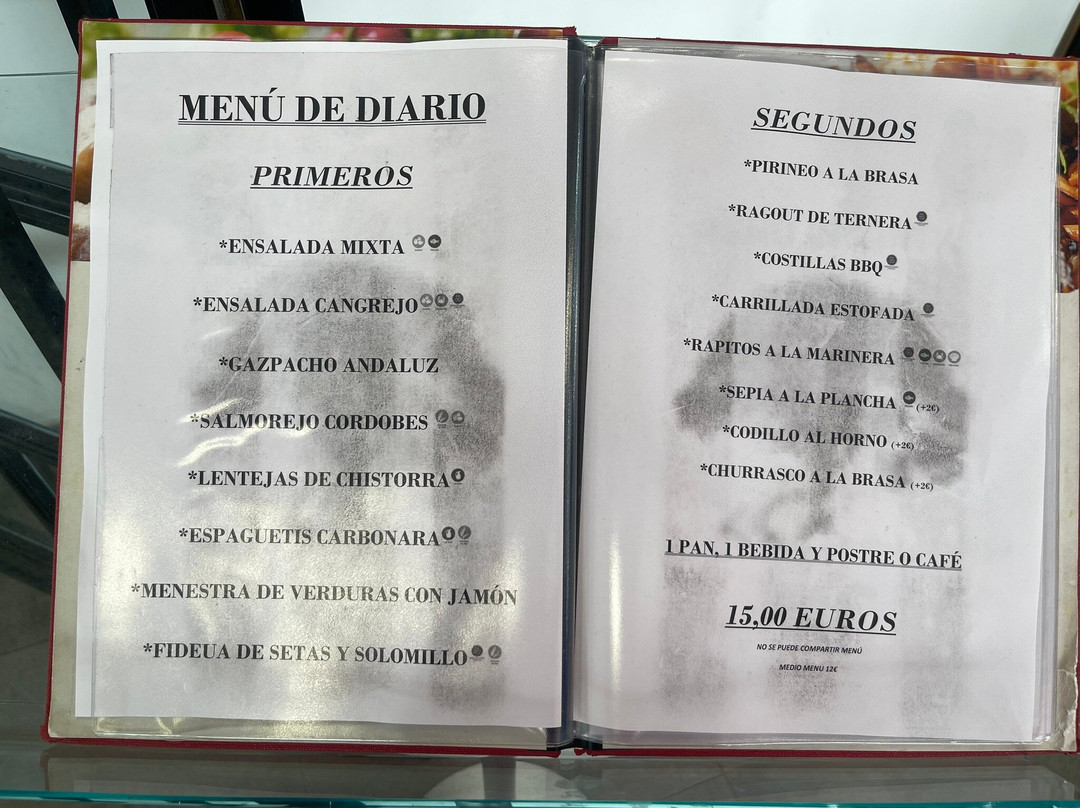 MENÚ DE DIARIO
PRIMEROS
*ENSALADA MIXTA
*ENSALADA CANGREJO
*GAZPACHO ANDALUZ
*SALMOREJO CORDOBES
*LENTEJAS DE CHISTORRA
*ESPAGUETIS CARBONARA
*MENESTRA DE VERDURAS CON JAMÓN
*FIDEUA DE SETAS Y SOLOMILLO
SEGUNDOS
*PIRINEO A LA BRASA
*RAGOUT DE TERNERA
*COSTILLAS BBQ
*CARRILLADA ESTOFADA
*RAPITOS A LA MARINERA
*SEPIA A LA PLANCHA (+2€)
*CODILLO AL HORNO (+2€)
*CHURRASCO A LA BRASA (+2€)
1 PAN, 1 BEBIDA Y POSTRE O CAFÉ
15,00 EUROS
NO SE PUEDE COMPARTIR MENÚ
MEDIO MENU 12€